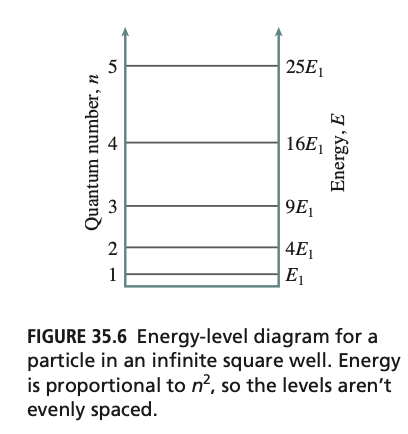 Quantum number, n
5
4
3
2
1
25E₁
16E₁
9E₁
4E₁
E₁
Energy, E
FIGURE 35.6 Energy-level diagram for a
particle in an infinite square well. Energy
is proportional to n², so the levels aren’t
evenly spaced.